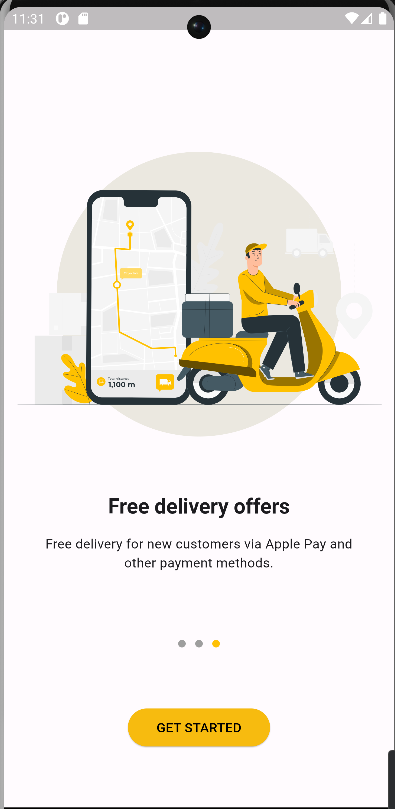 11:31
1,100 m
Free delivery offers
Free delivery for new customers via Apple Pay and
other payment methods.
GET STARTED